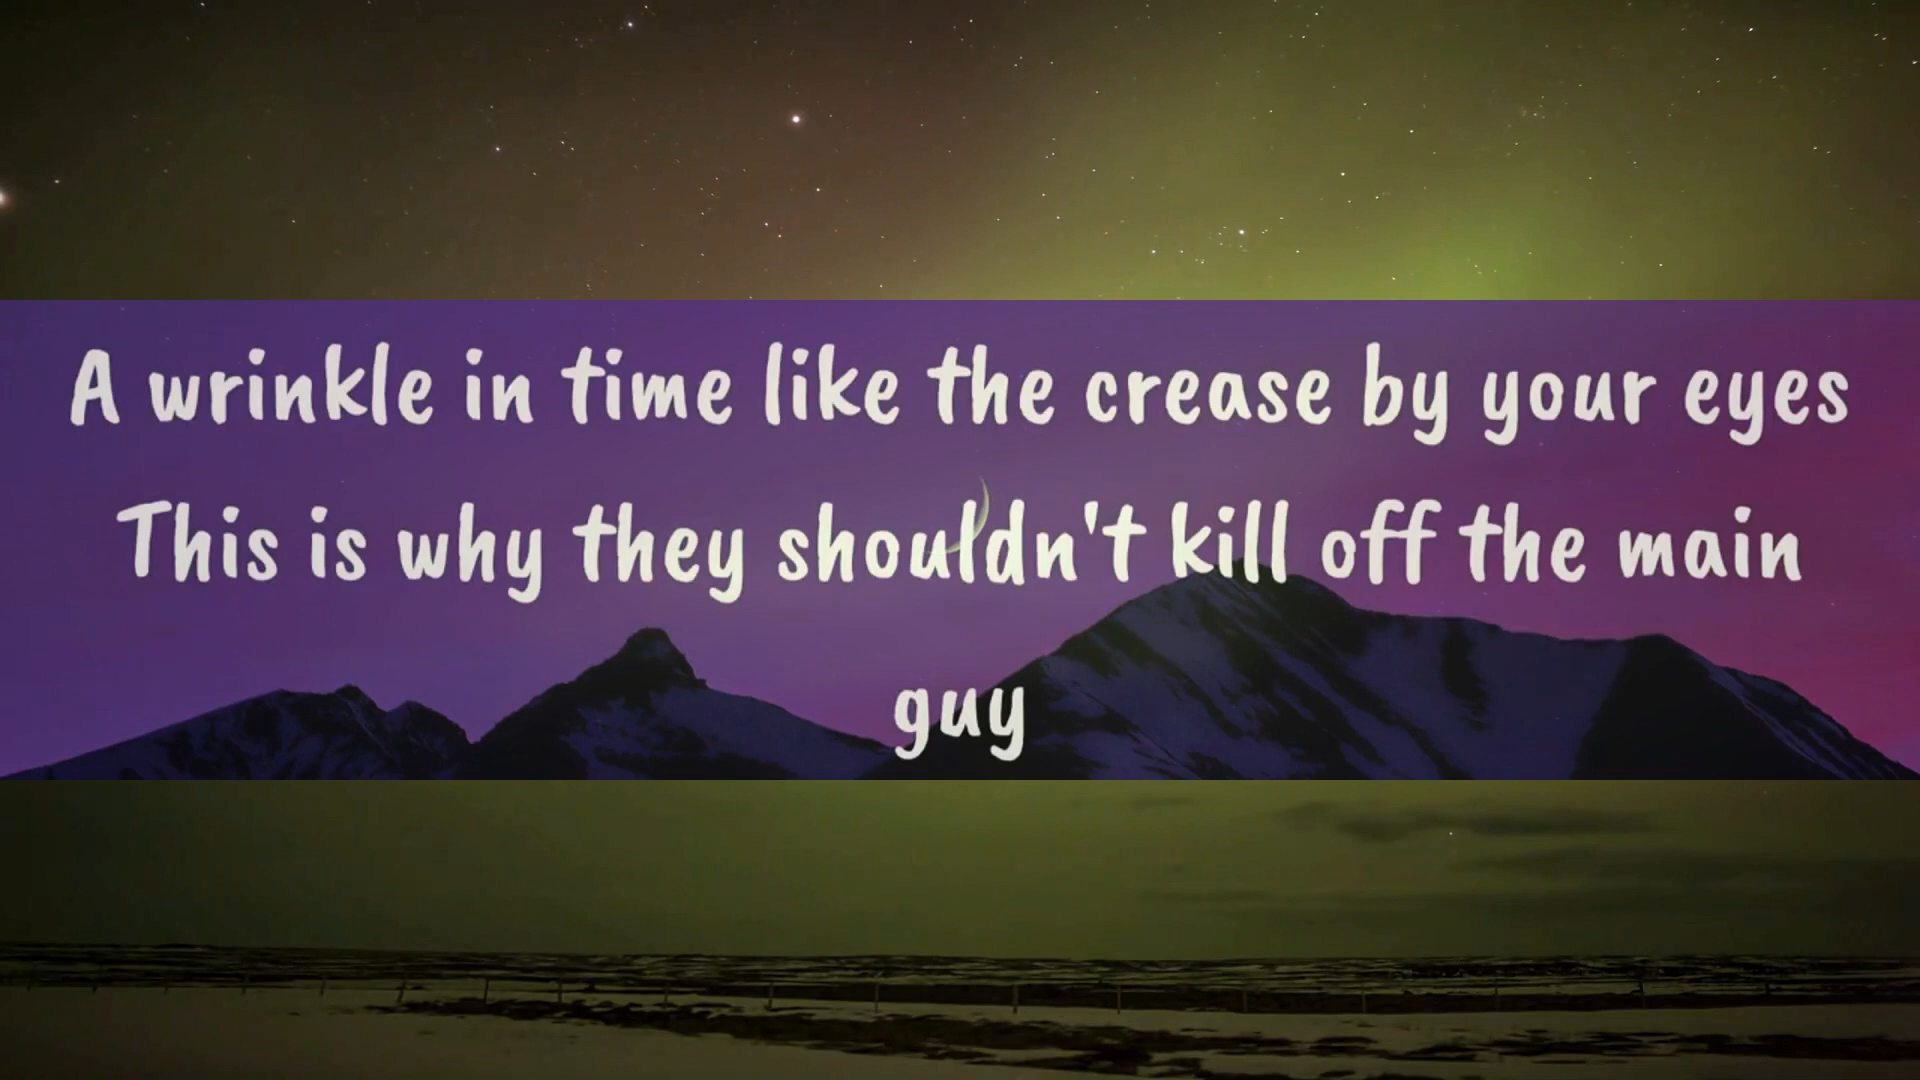 A wrinkle in time like the crease by your eyes
This is why they shouldn't kill off the main
guy